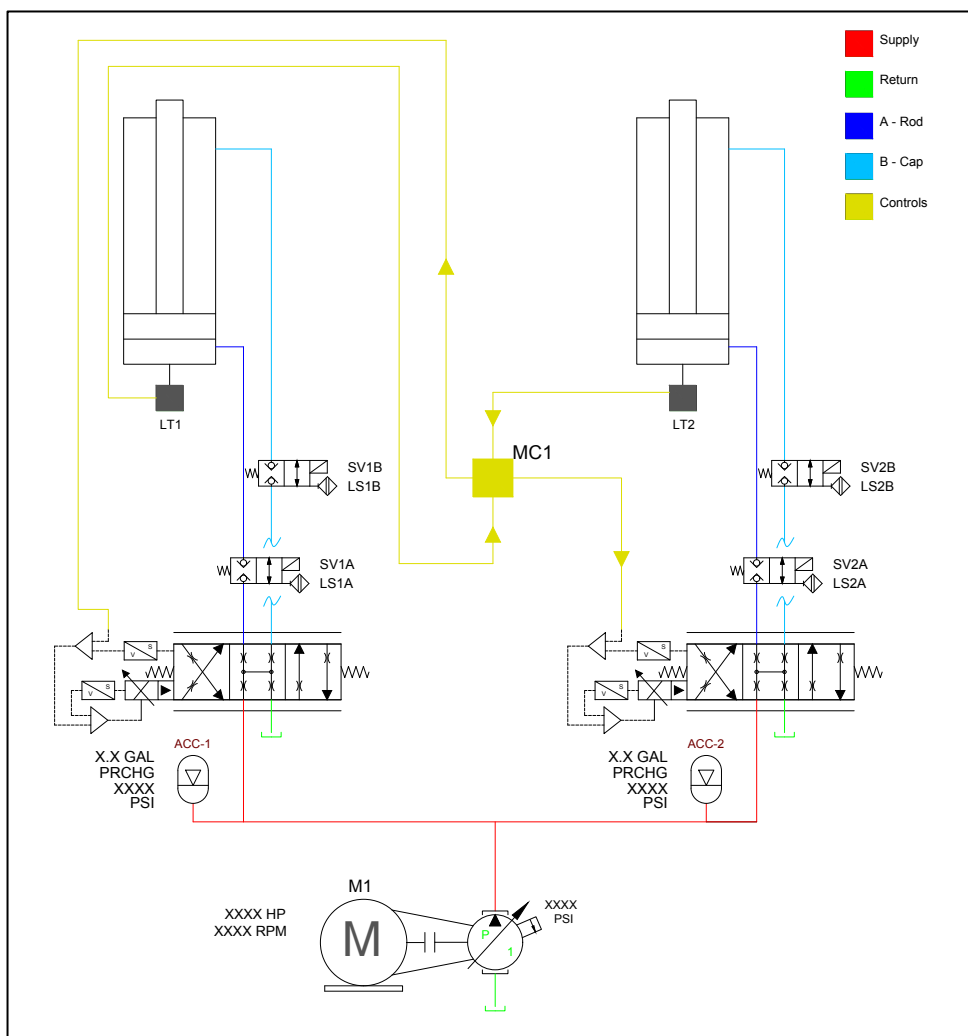 Supply
Return
A - Rod
B - Cap
Controls
LT1
LT2
MC1
SV1B
LS1B
SV2B
LS2B
SV1A
LS1A
SV2A
LS2A
S
V
S
V
S
V
S
V
ACC-1
X.X GAL
PRCHG
XXXX
PSI
ACC-2
X.X GAL
PRCHG
XXXX
PSI
M1
XXXX HP
XXXX RPM
M
P
1
XXXX
PSI